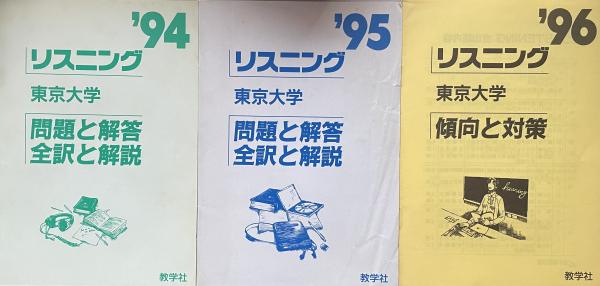 '94
リスニング
東京大学
問題と解答
全訳と解説
教学社
'95
リスニング
東京大学
問題と解答
全訳と解説
教学社
'96
リスニング
東京大学
傾向と対策
hearing
教学社